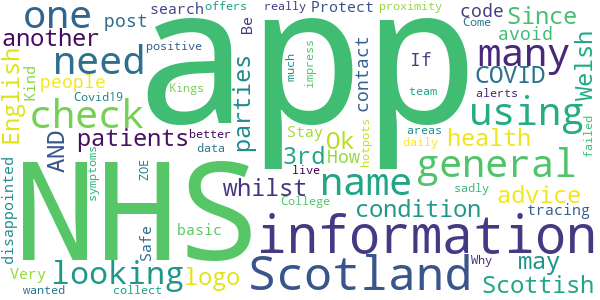 search offers really Protect proximity
one post code Since
another positive Be avoid
need much impress If many
English Kind people app contact COVID Welsh
Covid19 Kings team alerts Come
check better parties Stay Ok hotpots areas using
AND patients data 3rd How daily health failed
disappointed symptoms ZOE NHS live name general
whilst College condition advice
Safe basic information sadly tracing
Very looking logo Scotland Why may
wanted collect Scottish